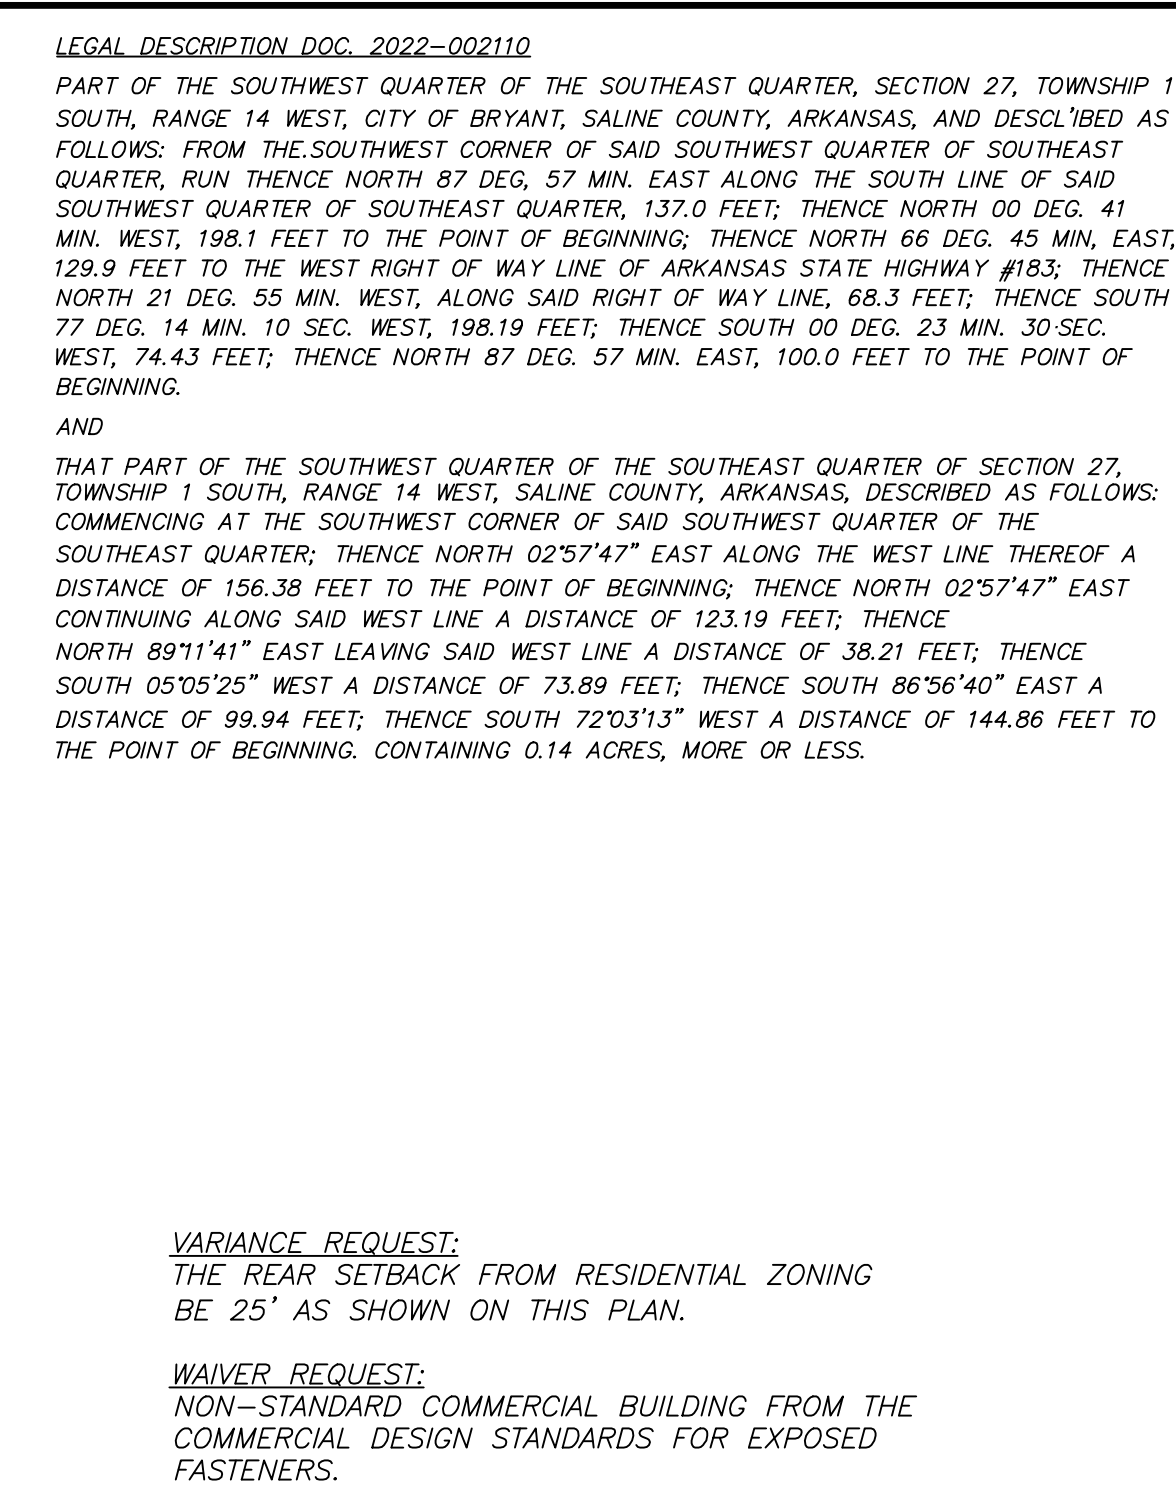 LEGAL DESCRIPTION DOC. 2022-002110
PART OF THE SOUTHWEST QUARTER OF THE SOUTHEAST QUARTER, SECTION 27, TOWNSHIP 1
SOUTH, RANGE 14 WEST, CITY OF BRYANT, SALINE COUNTY, ARKANSAS, AND DESCL'IBED AS
FOLLOWS: FROM THE.SOUTHWEST CORNER OF SAID SOUTHWEST QUARTER OF SOUTHEAST
QUARTER, RUN THENCE NORTH 87 DEG, 57 MIN. EAST ALONG THE SOUTH LINE OF SAID
SOUTHWEST QUARTER OF SOUTHEAST QUARTER, 137.0 FEET; THENCE NORTH 00 DEG. 41
MIN. WEST, 198.1 FEET TO THE POINT OF BEGINNING; THENCE NORTH 66 DEG. 45 MIN, EAST,
129.9 FEET TO THE WEST RIGHT OF WAY LINE OF ARKANSAS STATE HIGHWAY #183; THENCE
NORTH 21 DEG. 55 MIN. WEST, ALONG SAID RIGHT OF WAY LINE, 68.3 FEET; THENCE SOUTH
77 DEG. 14 MIN. 10 SEC. WEST, 198.19 FEET; THENCE SOUTH 00 DEG. 23 MIN. 30·SEC.
WEST, 74.43 FEET; THENCE NORTH 87 DEG. 57 MIN. EAST, 100.0 FEET TO THE POINT OF
BEGINNING.
AND
THAT PART OF THE SOUTHWEST QUARTER OF THE SOUTHEAST QUARTER OF SECTION 27,
TOWNSHIP 1 SOUTH, RANGE 14 WEST, SALINE COUNTY, ARKANSAS, DESCRIBED AS FOLLOWS:
COMMENCING AT THE SOUTHWEST CORNER OF SAID SOUTHWEST QUARTER OF THE
SOUTHEAST QUARTER; THENCE NORTH 02°57'47" EAST ALONG THE WEST LINE THEREOF A
DISTANCE OF 156.38 FEET TO THE POINT OF BEGINNING; THENCE NORTH 02°57'47" EAST
CONTINUING ALONG SAID WEST LINE A DISTANCE OF 123.19 FEET; THENCE
NORTH 89°11'41" EAST LEAVING SAID WEST LINE A DISTANCE OF 38.21 FEET; THENCE
SOUTH 05°05'25" WEST A DISTANCE OF 73.89 FEET; THENCE SOUTH 86°56'40" EAST A
DISTANCE OF 99.94 FEET; THENCE SOUTH 72°03'13" WEST A DISTANCE OF 144.86 FEET TO
THE POINT OF BEGINNING. CONTAINING 0.14 ACRES, MORE OR LESS.
VARIANCE REQUEST:
THE REAR SETBACK FROM RESIDENTIAL ZONING
BE 25' AS SHOWN ON THIS PLAN.
WAIVER REQUEST:
NON-STANDARD COMMERCIAL BUILDING FROM THE
COMMERCIAL DESIGN STANDARDS FOR EXPOSED
FASTENERS.